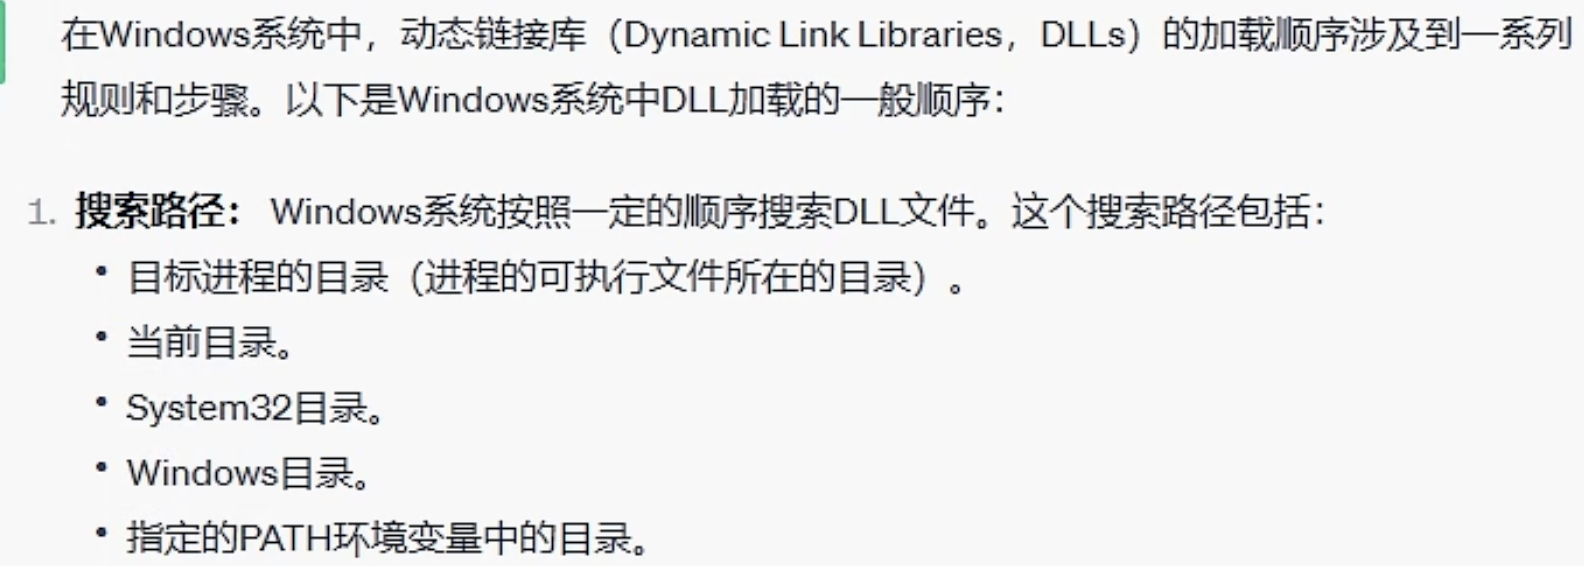 在Windows系统中，动态链接库（Dynamic Link Libraries，DLLs）的加载顺序涉及到一系列
规则和步骤。以下是Windows系统中DLL加载的一般顺序：
1. 搜索路径： Windows系统按照一定的顺序搜索DLL文件。这个搜索路径包括：
• 目标进程的目录（进程的可执行文件所在的目录）。
• 当前目录。
• System32目录。
• Windows目录。
• 指定的PATH环境变量中的目录。